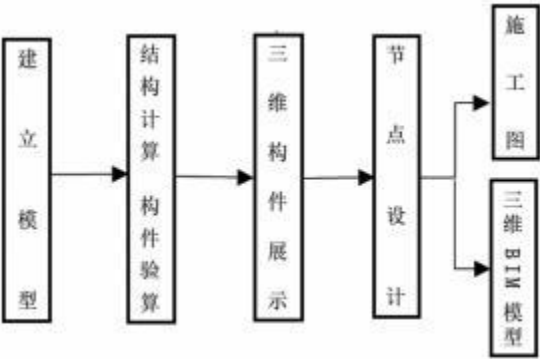 建立模型
结构计算 构件验算
三维构件展示
节点设计
施工图
三维BIM模型